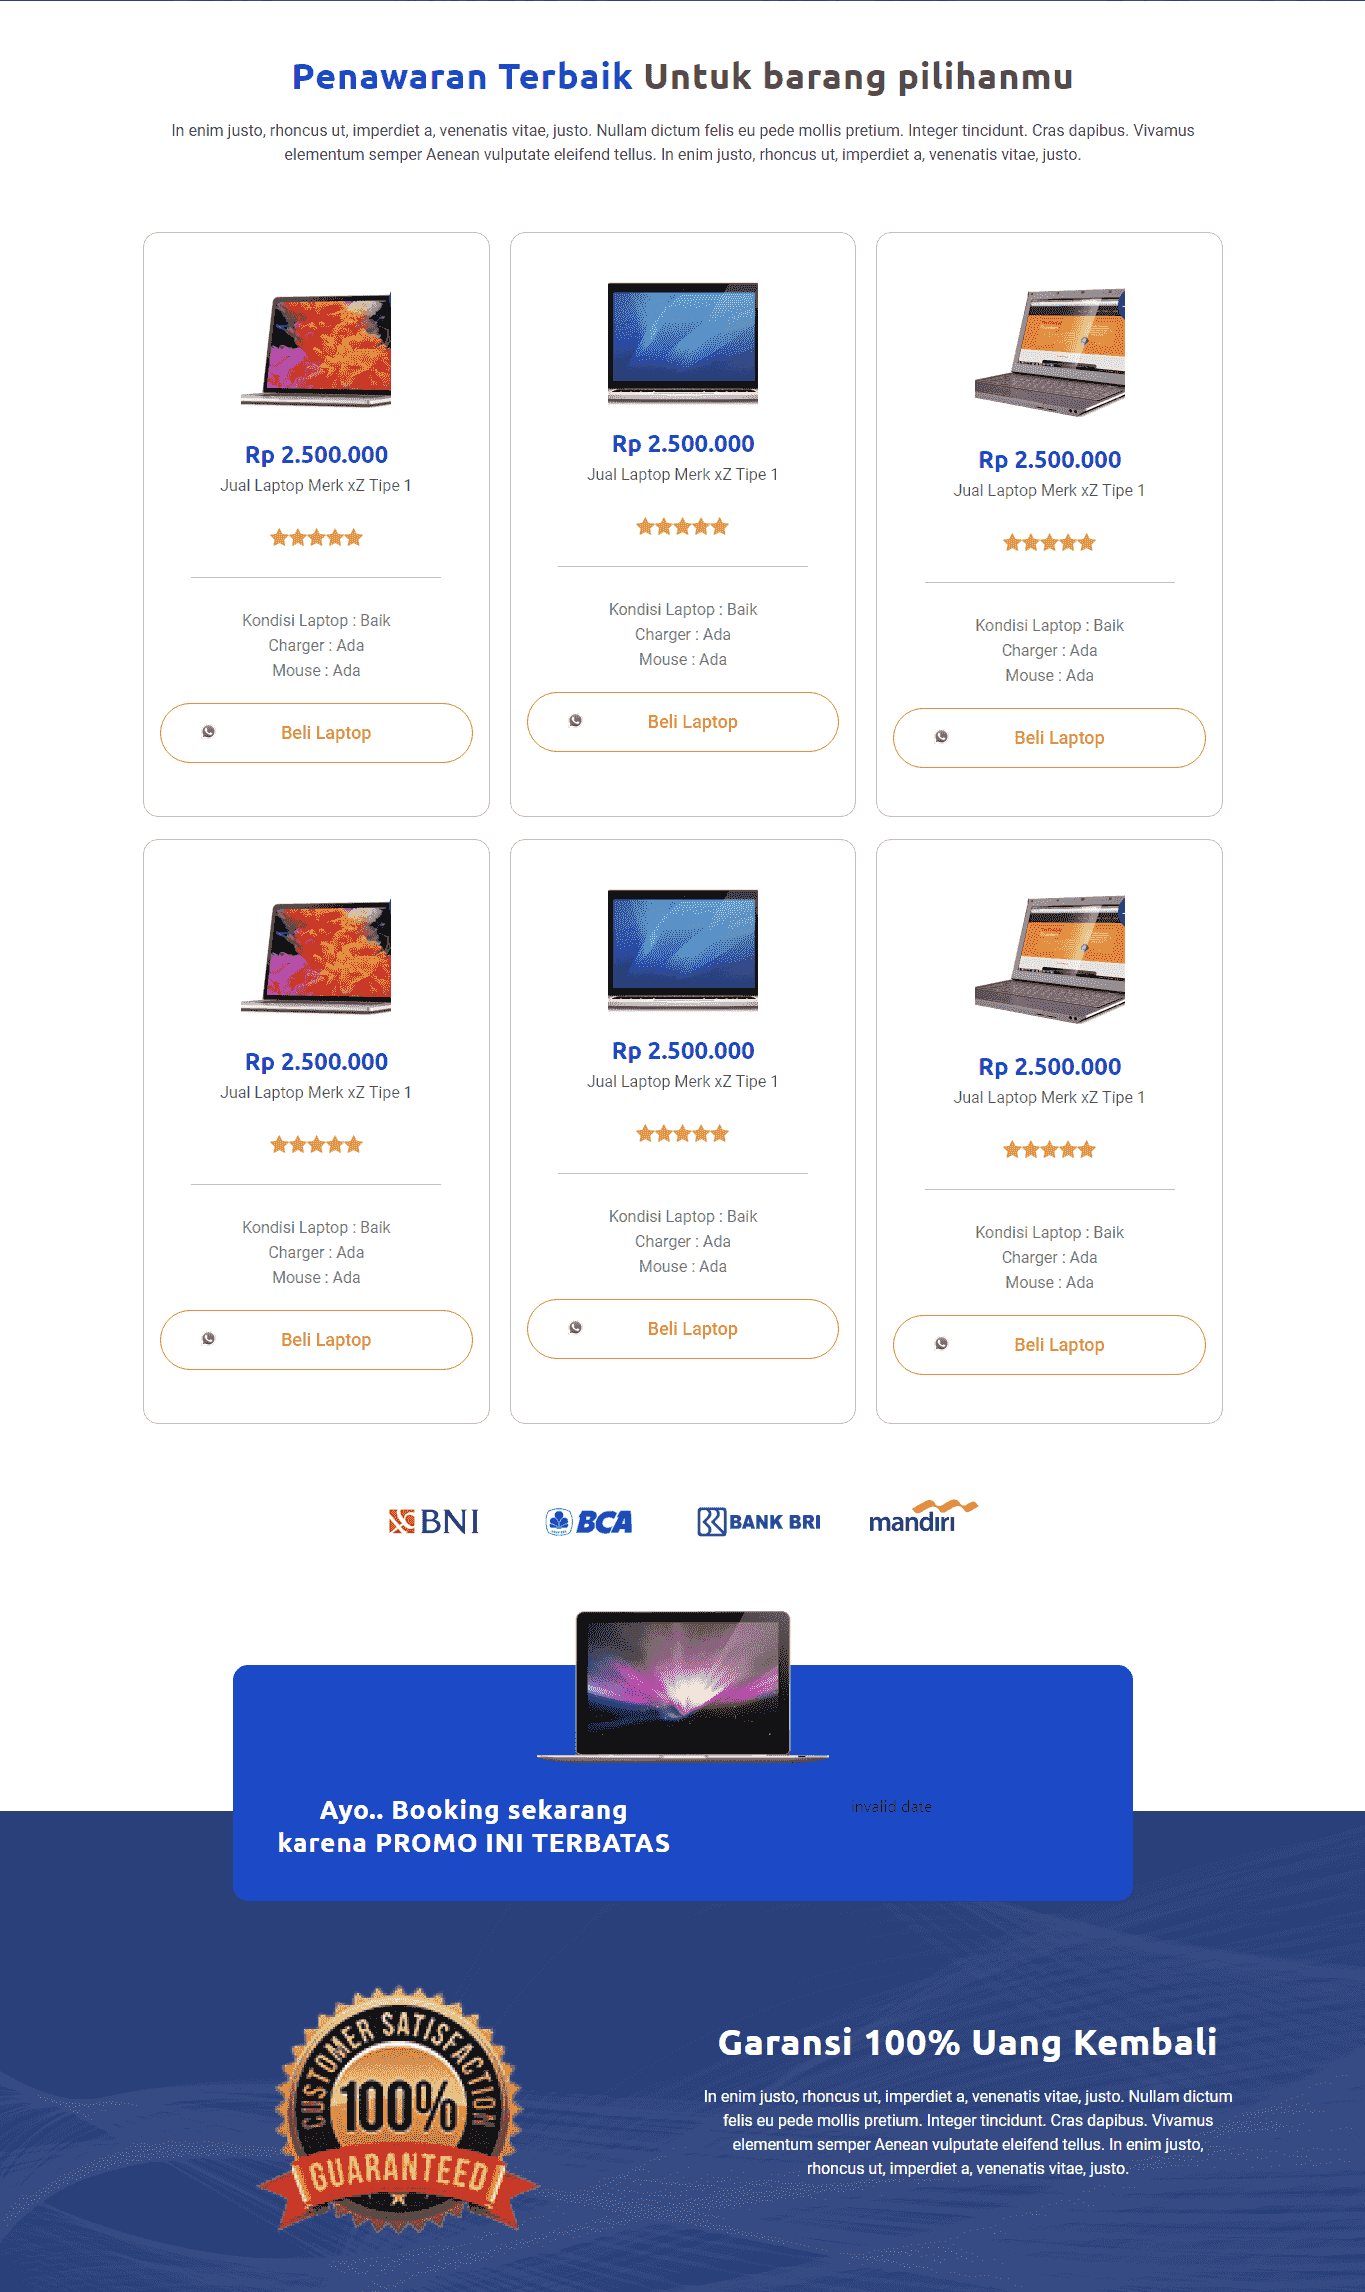 Penawaran Terbaik Untuk barang pilihanmu
In enim justo, rhoncus ut, imperdiet a, venenatis vitae, justo. Nullam dictum felis eu pede mollis pretium. Integer tincidunt. Cras dapibus. Vivamus
elementum semper Aenean vulputate eleifend tellus. In enim justo, rhoncus ut, imperdiet a, venenatis vitae, justo.
Rp 2.500.000
Jual Laptop Merk xZ Tipe 1
Kondisi Laptop : Baik
Charger : Ada
Mouse : Ada
Beli Laptop
Rp 2.500.000
Jual Laptop Merk xZ Tipe 1
Kondisi Laptop : Baik
Charger : Ada
Mouse : Ada
Beli Laptop
Rp 2.500.000
Jual Laptop Merk xZ Tipe 1
Kondisi Laptop : Baik
Charger : Ada
Mouse : Ada
Beli Laptop
Rp 2.500.000
Jual Laptop Merk xZ Tipe 1
Kondisi Laptop : Baik
Charger : Ada
Mouse : Ada
Beli Laptop
Rp 2.500.000
Jual Laptop Merk xZ Tipe 1
Kondisi Laptop : Baik
Charger : Ada
Mouse : Ada
Beli Laptop
Rp 2.500.000
Jual Laptop Merk xZ Tipe 1
Kondisi Laptop : Baik
Charger : Ada
Mouse : Ada
Beli Laptop
BNI
BCA
BANK BRI
mandiri
Ayo.. Booking sekarang
karena PROMO INI TERBATAS
invalid date
CUSTOMER SATISFACTION
100%
GUARANTEED
Garansi 100% Uang Kembali
In enim justo, rhoncus ut, imperdiet a, venenatis vitae, justo. Nullam dictum
felis eu pede mollis pretium. Integer tincidunt. Cras dapibus. Vivamus
elementum semper Aenean vulputate eleifend tellus. In enim justo,
rhoncus ut, imperdiet a, venenatis vitae, justo.